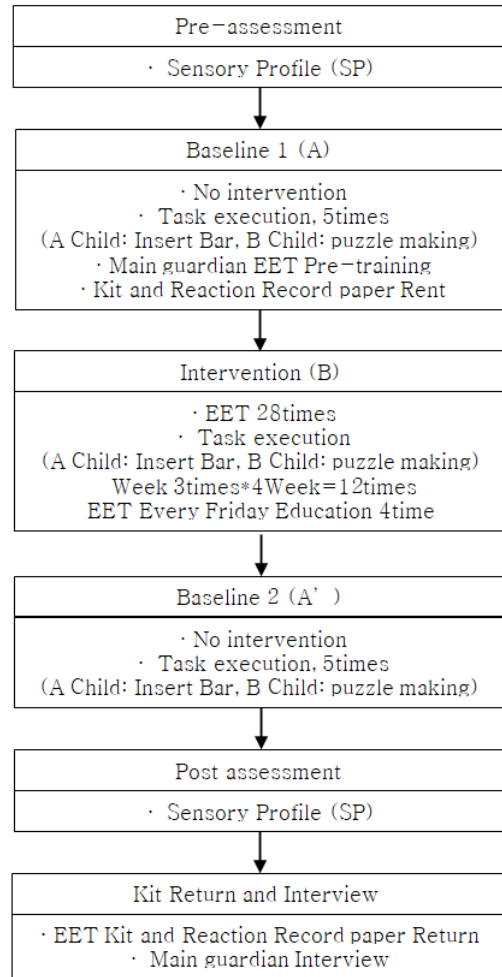 Pre-assessment
· Sensory Profile (SP)
Baseline 1 (A)
· No intervention
· Task execution, 5times
(A Child: Insert Bar, B Child: puzzle making)
· Main guardian EET Pre-training
· Kit and Reaction Record paper Rent
Intervention (B)
· EET 28times
· Task execution
(A Child: Insert Bar, B Child: puzzle making)
Week 3times*4Week=12times
EET Every Friday Education 4time
Baseline 2 (A’)
· No intervention
· Task execution, 5times
(A Child: Insert Bar, B Child: puzzle making)
Post assessment
· Sensory Profile (SP)
Kit Return and Interview
· EET Kit and Reaction Record paper Return
· Main guardian Interview